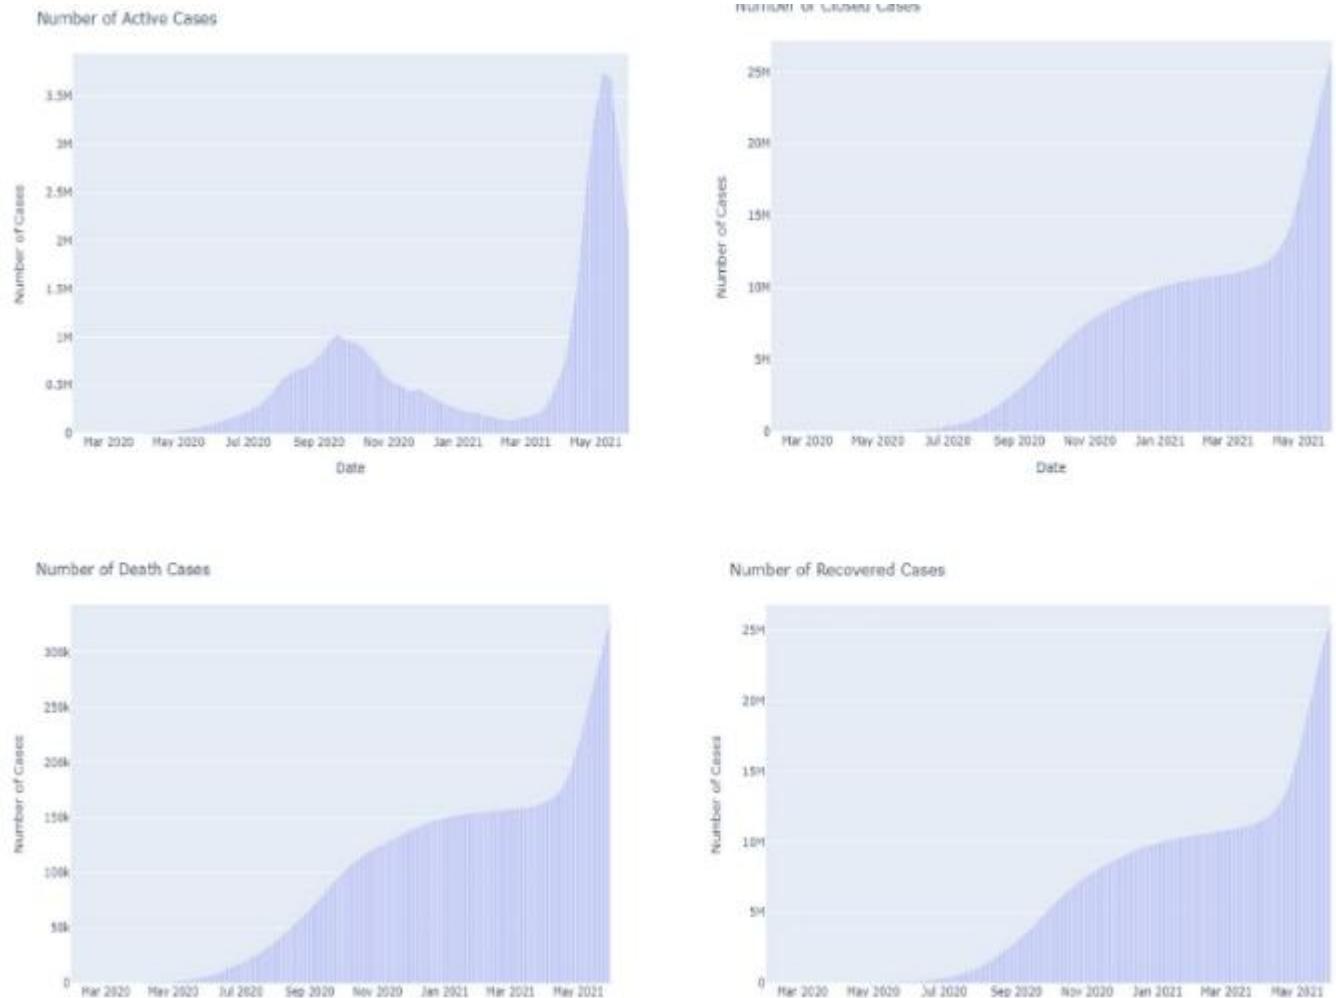 Number of Active Cases
Number of Cases
3.5M
3M
2.5M
2M
1.5M
1M
0.5M
0
Mar 2020 May 2020 Jul 2020 Sep 2020 Nov 2020 Jan 2021 Mar 2021 May 2021
Date
Number of Closed Cases
Number of Cases
25M
20M
15M
10M
5M
0
Mar 2020 May 2020 Jul 2020 Sep 2020 Nov 2020 Jan 2021 Mar 2021 May 2021
Date
Number of Death Cases
Number of Cases
300k
250k
200k
150k
100k
50k
0
Mar 2020 May 2020 Jul 2020 Sep 2020 Nov 2020 Jan 2021 Mar 2021 May 2021
Number of Recovered Cases
Number of Cases
25M
20M
15M
10M
5M
0
Mar 2020 May 2020 Jul 2020 Sep 2020 Nov 2020 Jan 2021 Mar 2021 May 2021